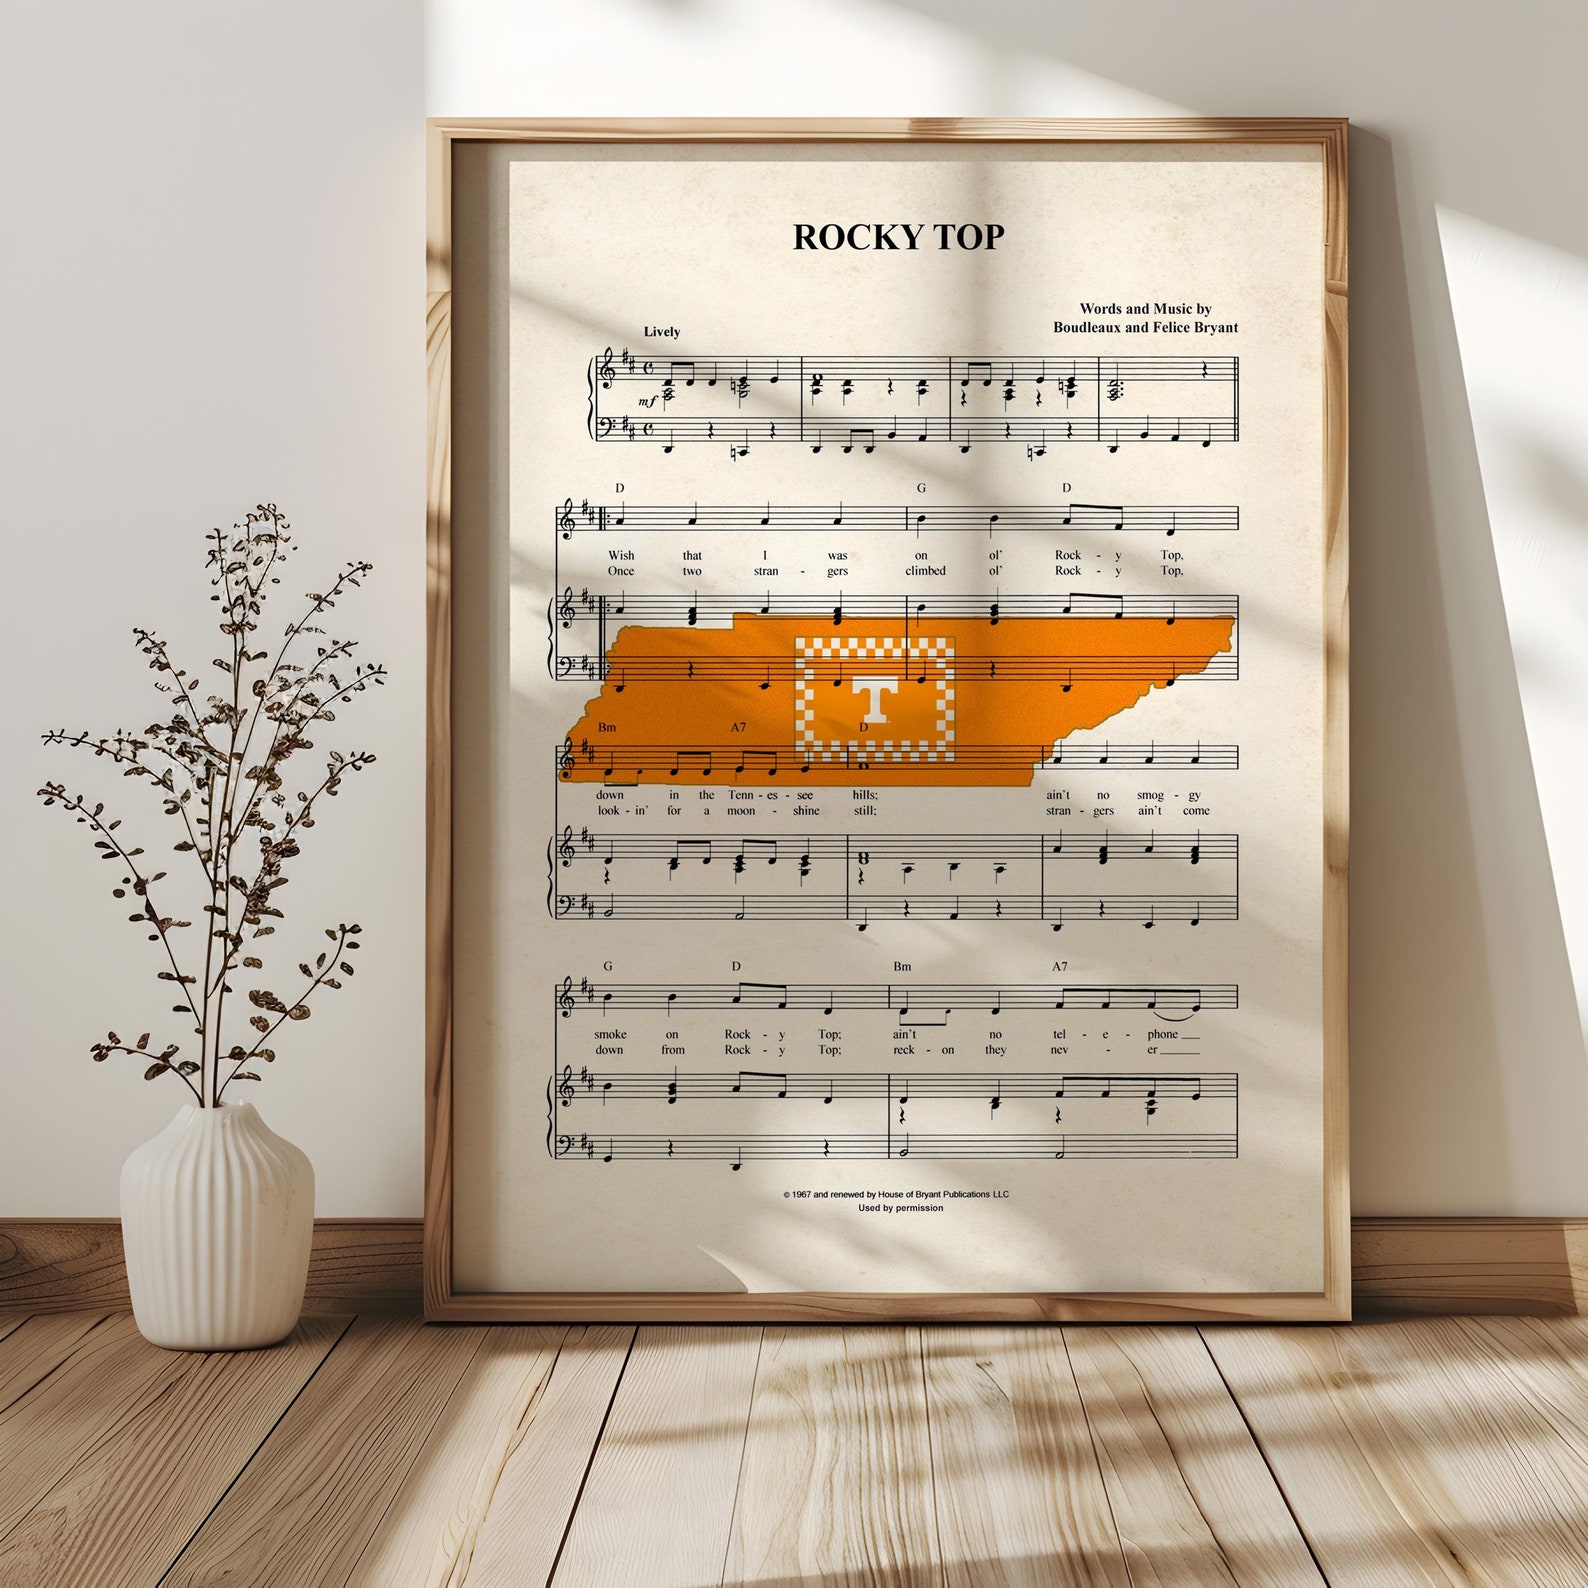 ROCKY TOP
Words and Music by
Boudleaux and Felice Bryant
Lively
mf
D G D
Wish that I was on ol' Rock - y Top,
Once two stran - gers climbed ol' Rock - y Top,
T
Bm A7 D
down in the Tenn - es - see hills; ain't no smog - gy
look - in' for a moon - shine still; stran - gers ain't come
G D Bm A7
smoke on Rock - y Top; ain't no tel - e - phone
down from Rock - y Top; reck - on they nev - er
© 1967 and renewed by House of Bryant Publications LLC
Used by permission